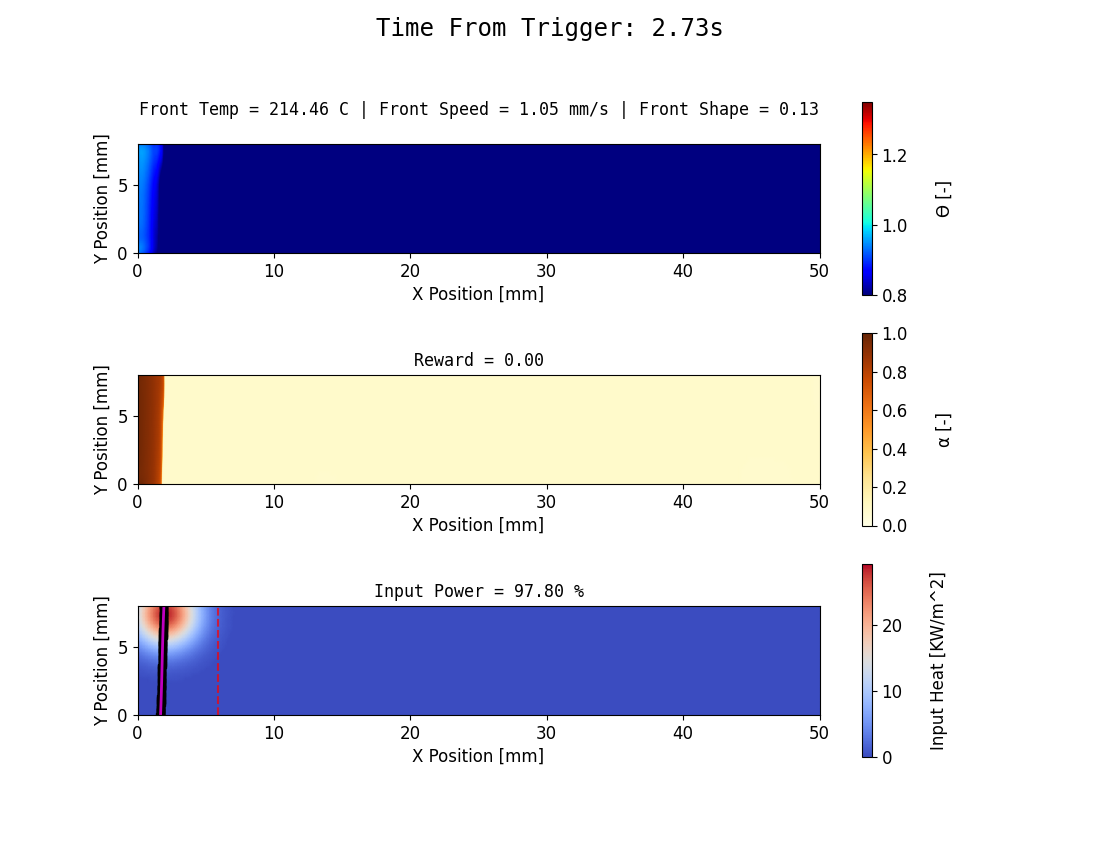 Time From Trigger: 2.73s
Front Temp = 214.46 C | Front Speed = 1.05 mm/s | Front Shape = 0.13
Y Position [mm]
5
0
0 10 20 30 40 50
X Position [mm]
1.2
1.0
0.8
Θ [-]
Reward = 0.00
Y Position [mm]
5
0
0 10 20 30 40 50
X Position [mm]
1.0
0.8
0.6
0.4
0.2
0.0
α [-]
Input Power = 97.80 %
Y Position [mm]
5
0
0 10 20 30 40 50
X Position [mm]
20
10
0
Input Heat [KW/m^2]